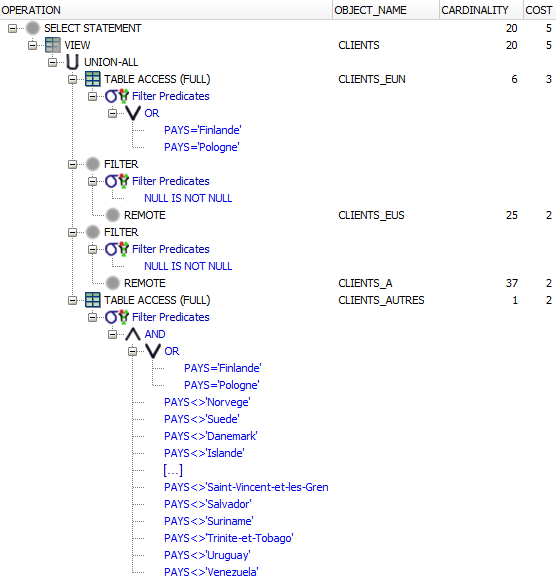 OPERATION OBJECT_NAME CARDINALITY COST
SELECT STATEMENT 20 5
VIEW CLIENTS 20 5
UNION-ALL
TABLE ACCESS (FULL) CLIENTS_EUN 6 3
Filter Predicates
OR
PAYS='Finlande'
PAYS='Pologne'
FILTER
Filter Predicates
NULL IS NOT NULL
REMOTE CLIENTS_EUS 25 2
FILTER
Filter Predicates
NULL IS NOT NULL
REMOTE CLIENTS_A 37 2
TABLE ACCESS (FULL) CLIENTS_AUTRES 1 2
Filter Predicates
AND
OR
PAYS='Finlande'
PAYS='Pologne'
PAYS<>'Norvege'
PAYS<>'Suede'
PAYS<>'Danemark'
PAYS<>'Islande'
[...]
PAYS<>'Saint-Vincent-et-les-Gren
PAYS<>'Salvador'
PAYS<>'Suriname'
PAYS<>'Trinite-et-Tobago'
PAYS<>'Uruguay'
PAYS<>'Venezuela'